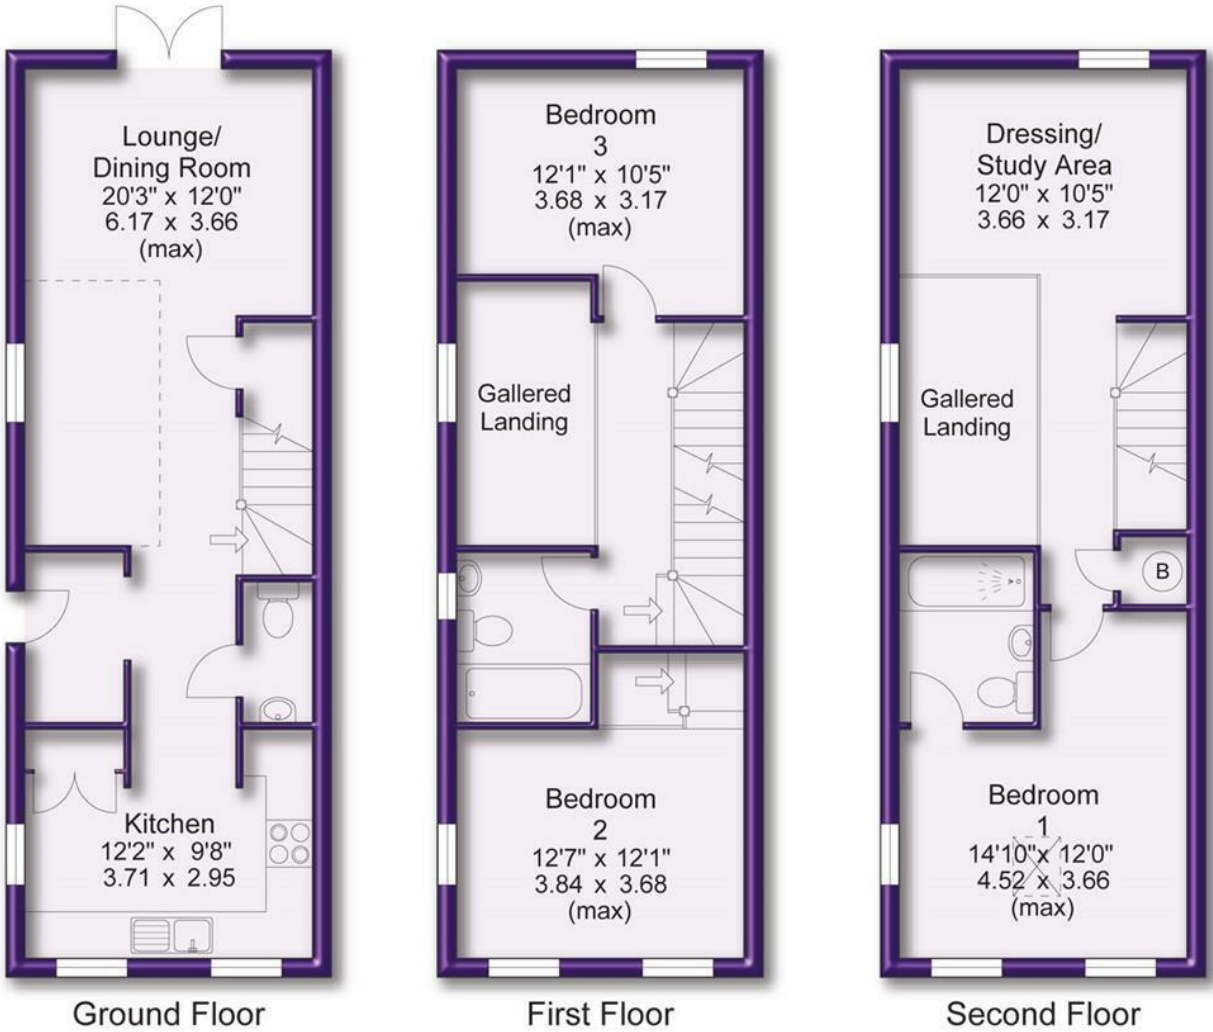 Lounge/
Dining Room
20'3" x 12'0"
6.17 x 3.66
(max)
Kitchen
12'2" x 9'8"
3.71 x 2.95
Ground Floor
Bedroom
3
12'1" x 10'5"
3.68 x 3.17
(max)
Gallered
Landing
Bedroom
2
12'7" x 12'1"
3.84 x 3.68
(max)
First Floor
Dressing/
Study Area
12'0" x 10'5"
3.66 x 3.17
Gallered
Landing
B
Bedroom
1
14'10" x 12'0"
4.52 x 3.66
(max)
Second Floor